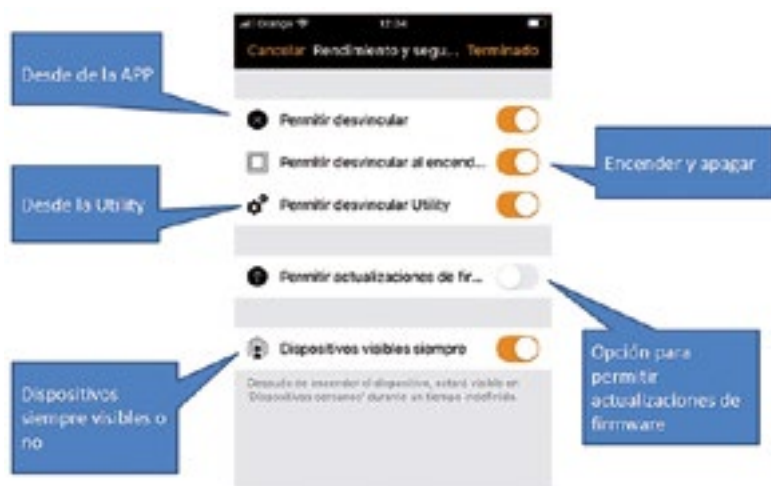 Orange 17:34
Cancelar Rendimiento y segu... Terminado
Desde de la APP
Permitir desvincular
Permitir desvincular al encend...
Encender y apagar
Desde la Utility
Permitir desvincular Utility
Permitir actualizaciones de fir...
Dispositivos visibles siempre
Después de encender el dispositivo, estará visible en
'Dispositivos cercanos' durante un tiempo indefinido.
Dispositivos
siempre visibles o
no
Opción para
permitir
actualizaciones de
firmware